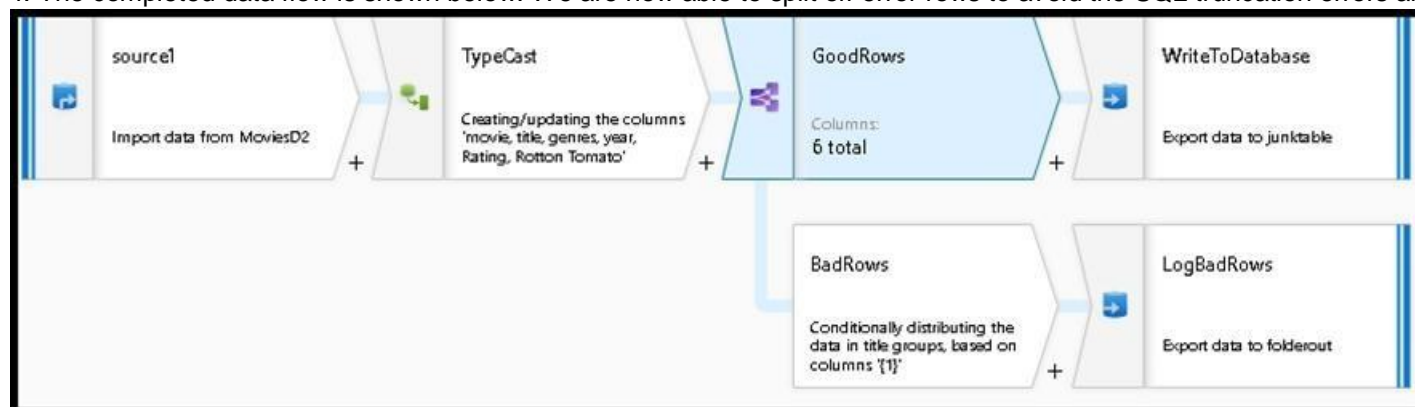 source1
Import data from MoviesD2
+
TypeCast
Creating/updating the columns
'movie, title, genres, year,
Rating, Rotton Tomato'
+
GoodRows
Columns:
6 total
+
WriteToDatabase
Export data to junktable
BadRows
Conditionally distributing the
data in title groups, based on
columns '{1}'
+
LogBadRows
Export data to folderout